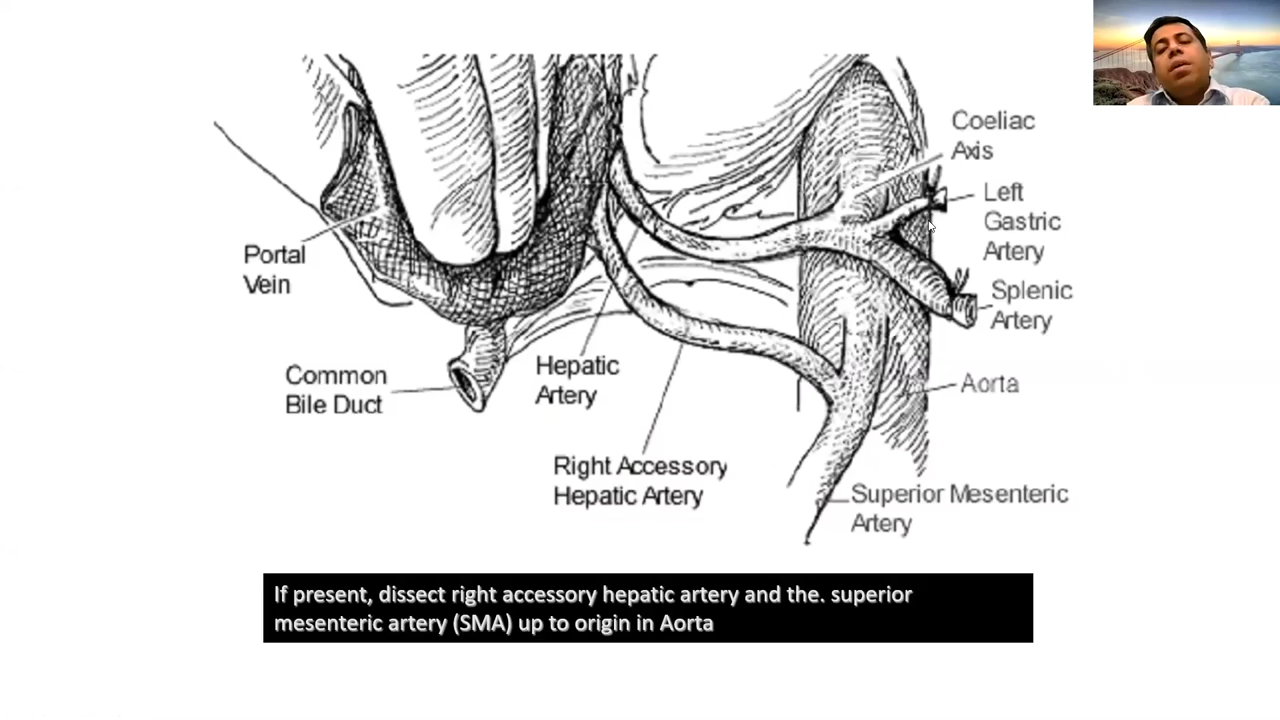 Coeliac
Axis
Left
Gastric
Artery
Portal
Vein
Splenic
Artery
Hepatic
Artery
Common
Bile Duct
Aorta
Right Accessory
Hepatic Artery
Superior Mesenteric
Artery
If present, dissect right accessory hepatic artery and the. superior
mesenteric artery (SMA) up to origin in Aorta